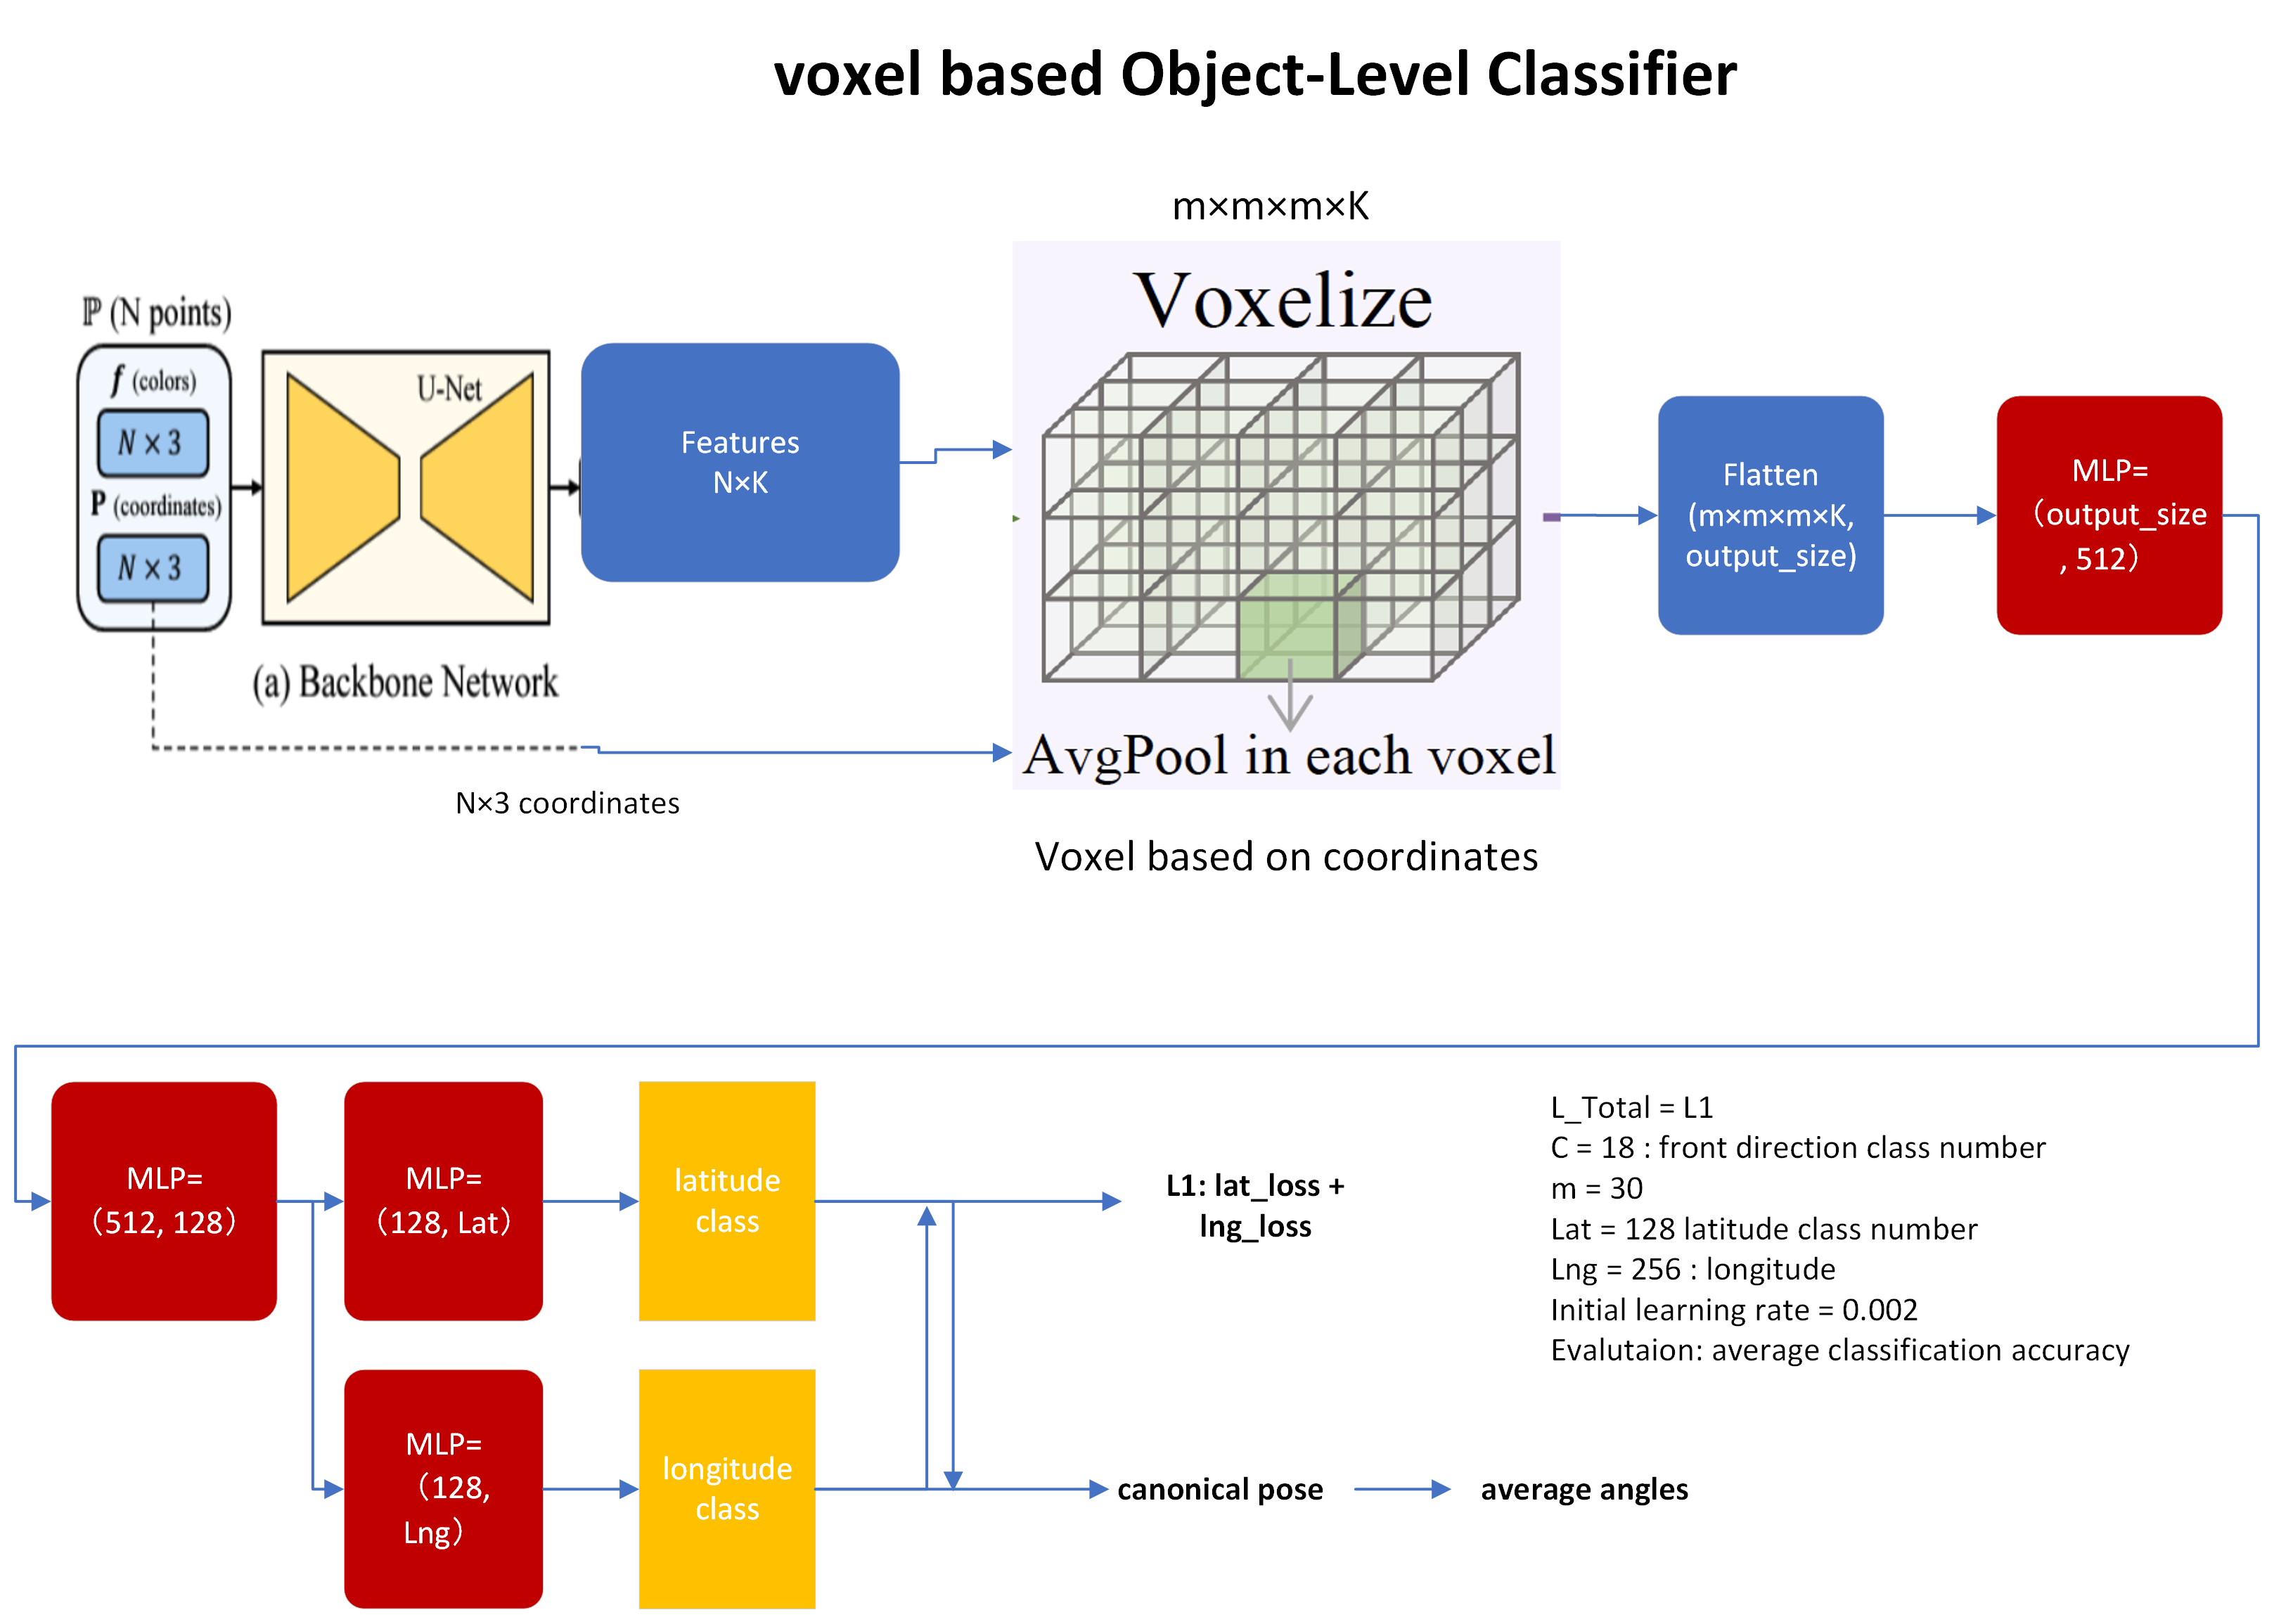 voxel based Object-Level Classifier
m×m×m×K
Voxelize
ℙ (N points)
f (colors)
N × 3
P (coordinates)
N × 3
U-Net
(a) Backbone Network
Features
N×K
AvgPool in each voxel
N×3 coordinates
Voxel based on coordinates
Flatten
(m×m×m×K,
output_size)
MLP=
（output_size
, 512）
MLP=
（512, 128）
MLP=
（128, Lat）
latitude
class
L1: lat_loss +
lng_loss
MLP=
（128,
Lng）
longitude
class
canonical pose
average angles
L_Total = L1
C = 18 : front direction class number
m = 30
Lat = 128 latitude class number
Lng = 256 : longitude
Initial learning rate = 0.002
Evalutaion: average classification accuracy